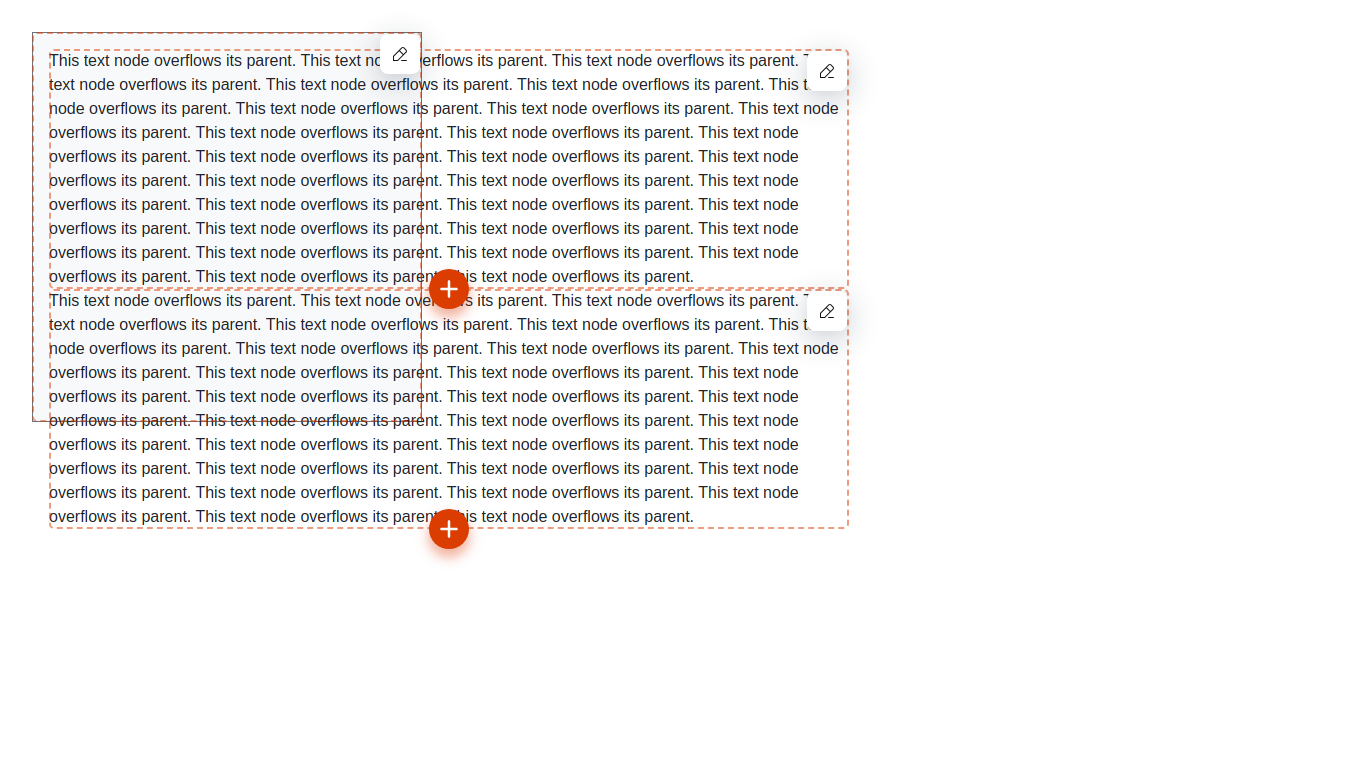 This text node overflows its parent. This text its parent. This text node overflows its parent.
text node overflows its parent. This text node overflows its parent. This text node overflows its parent. This
node overflows its parent. This text node overflows its parent. This text node overflows its parent. This text node
overflows its parent. This text node overflows its parent. This text node overflows its parent. This text node
overflows its parent. This text node overflows its parent. This text node overflows its parent. This text node
overflows its parent. This text node overflows its parent. This text node overflows its parent. This text node
overflows its parent. This text node overflows its parent. This text node overflows its parent. This text node
overflows its parent. This text node overflows its parent. This text node overflows its parent. This text node
overflows its parent. This text node overflows its parent. This text node overflows its parent. This text node
overflows its parent. This text node overflows its parent. This text node overflows its parent.
This text node overflows its parent. This text node its parent. This text node overflows its parent.
text node overflows its parent. This text node overflows its parent. This text node overflows its parent. This
node overflows its parent. This text node overflows its parent. This text node overflows its parent. This text node
overflows its parent. This text node overflows its parent. This text node overflows its parent. This text node
overflows its parent. This text node overflows its parent. This text node overflows its parent. This text node
overflows its parent. This text node overflows its parent. This text node overflows its parent. This text node
overflows its parent. This text node overflows its parent. This text node overflows its parent. This text node
overflows its parent. This text node overflows its parent. This text node overflows its parent. This text node
overflows its parent. This text node overflows its parent. This text node overflows its parent. This text node
overflows its parent. This text node overflows its parent. This text node overflows its parent.